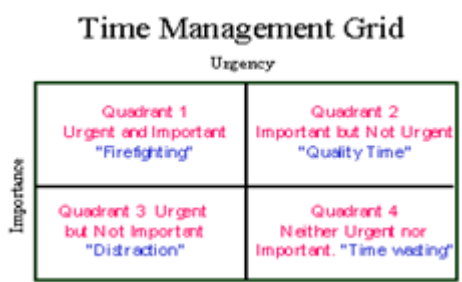 Time Management Grid
Urgency
Importance
Quadrant 1
Urgent and Important
"Firefighting"
Quadrant 2
Important but Not Urgent
"Quality Time"
Quadrant 3 Urgent
but Not Important
"Distraction"
Quadrant 4
Neither Urgent nor
Important. "Time wasting"